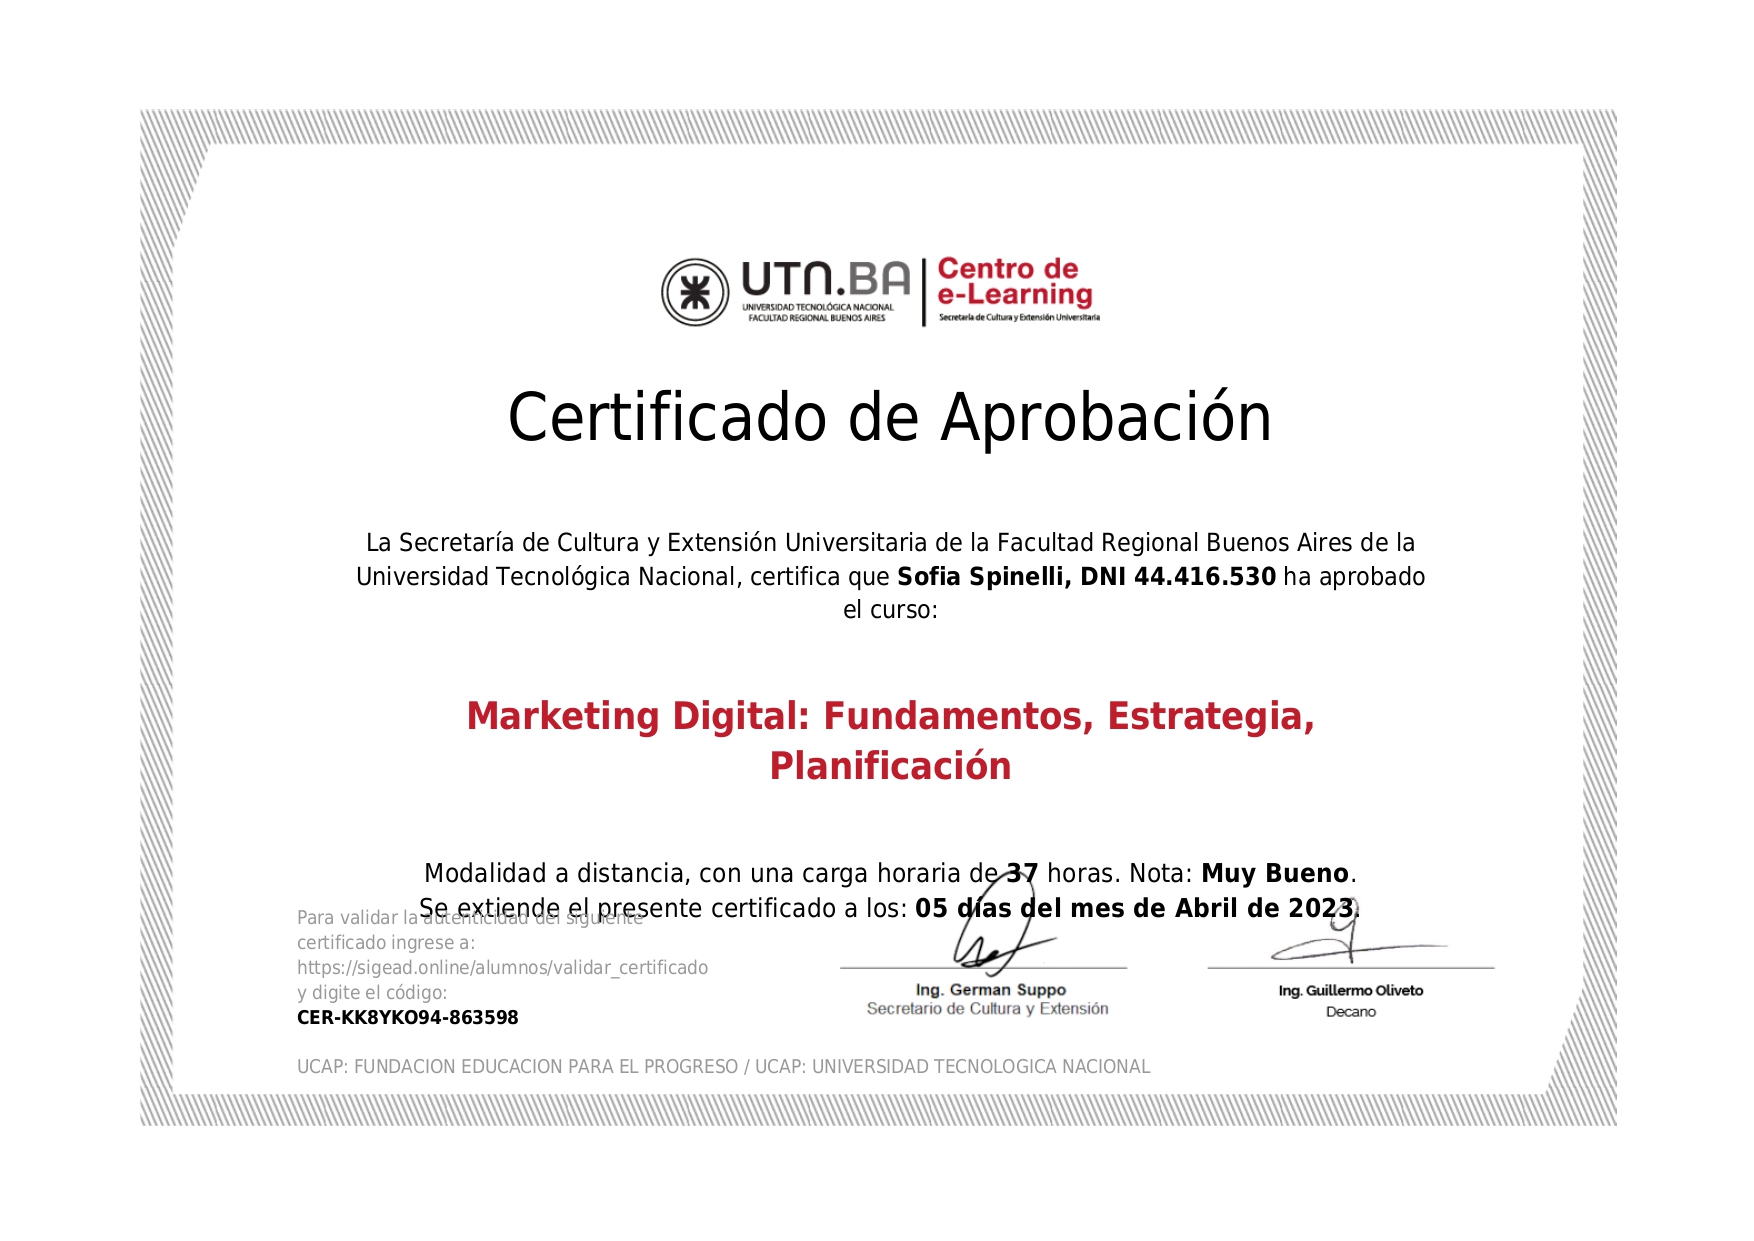 UTN.BA
UNIVERSIDAD TECNOLÓGICA NACIONAL
FACULTAD REGIONAL BUENOS AIRES
Centro de
e-Learning
Secretaría de Cultura y Extensión Universitaria
Certificado de Aprobación
La Secretaría de Cultura y Extensión Universitaria de la Facultad Regional Buenos Aires de la
Universidad Tecnológica Nacional, certifica que Sofia Spinelli, DNI 44.416.530 ha aprobado
el curso:
Marketing Digital: Fundamentos, Estrategia,
Planificación
Modalidad a distancia, con una carga horaria de 37 horas. Nota: Muy Bueno.
Se extiende el presente certificado a los: 05 días del mes de Abril de 2023.
Para validar la autenticidad del siguiente
certificado ingrese a:
https://sigead.online/alumnos/validar_certificado
y digite el código:
CER-KK8YKO94-863598
Ing. German Suppo
Secretario de Cultura y Extensión
Ing. Guillermo Oliveto
Decano
UCAP: FUNDACION EDUCACION PARA EL PROGRESO / UCAP: UNIVERSIDAD TECNOLOGICA NACIONAL